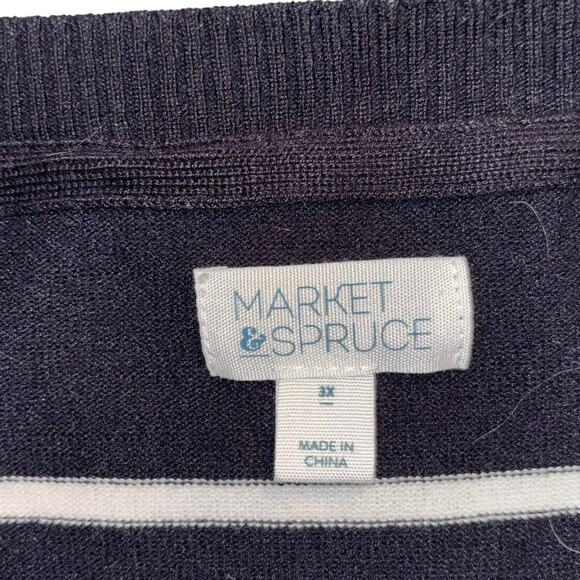 MARKET
& SPRUCE
3X
MADE IN
CHINA